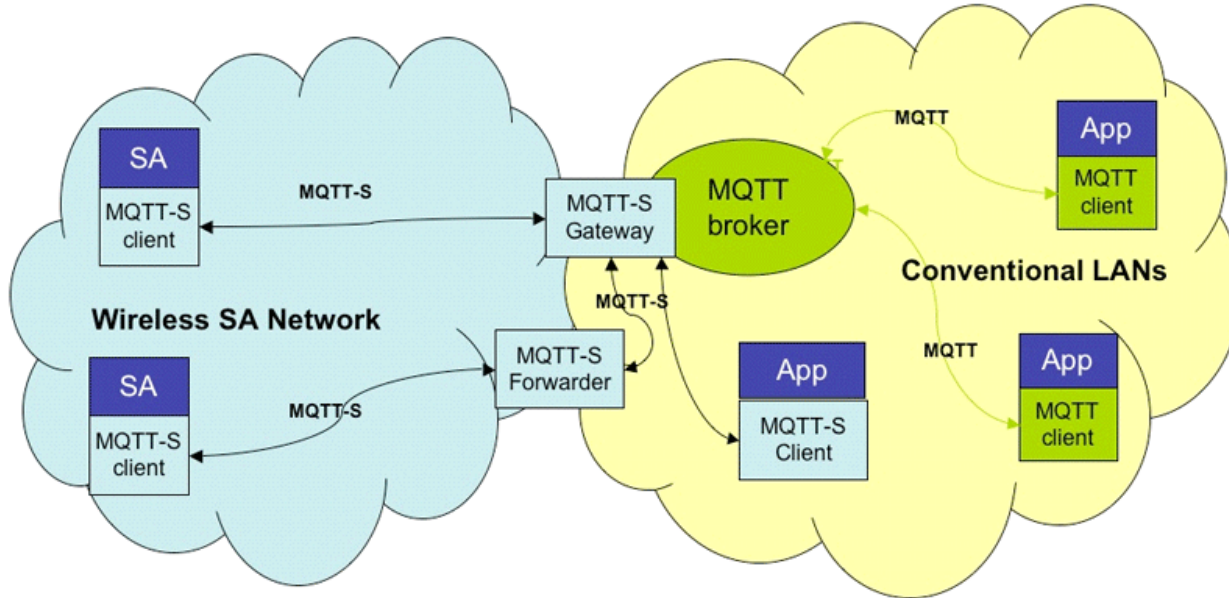 SA
MQTT-S
client
MQTT-S
MQTT-S
Gateway
MQTT
broker
MQTT
App
MQTT
client
Wireless SA Network
Conventional LANs
MQTT-S
SA
MQTT-S
client
MQTT-S
MQTT-S
Forwarder
App
MQTT-S
Client
MQTT
App
MQTT
client